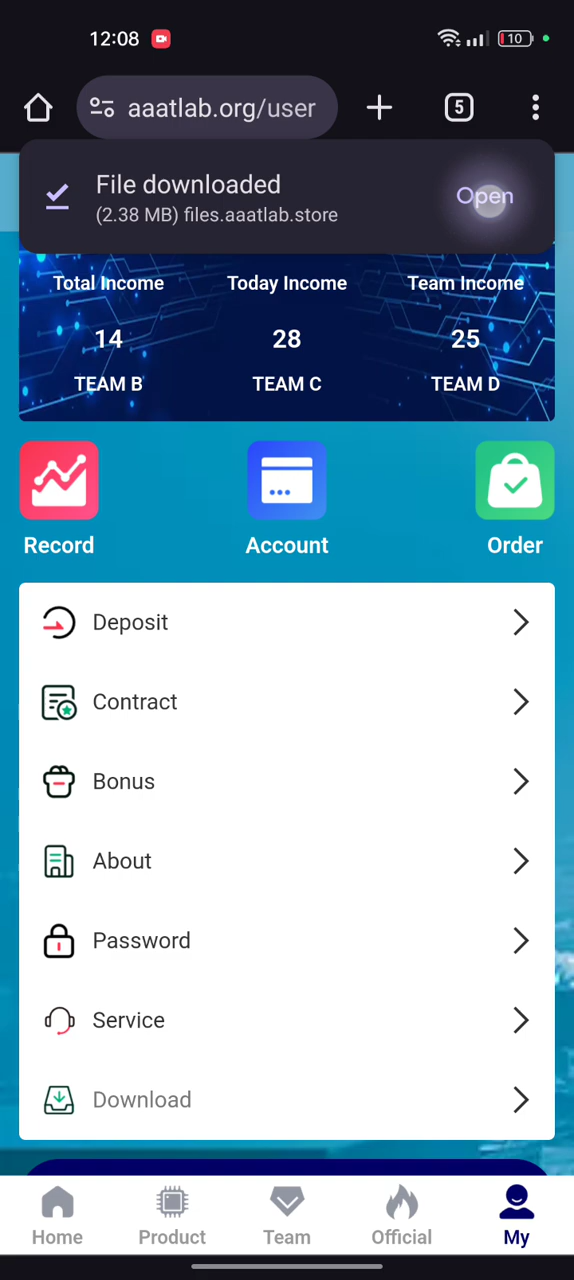 12:08
10
aaatlab.org/user
5
File downloaded
(2.38 MB) files.aaatlab.store
Open
Total Income
Today Income
Team Income
14
28
25
TEAM B
TEAM C
TEAM D
Record
Account
Order
Deposit
Contract
Bonus
About
Password
Service
Download
Home
Product
Team
Official
My